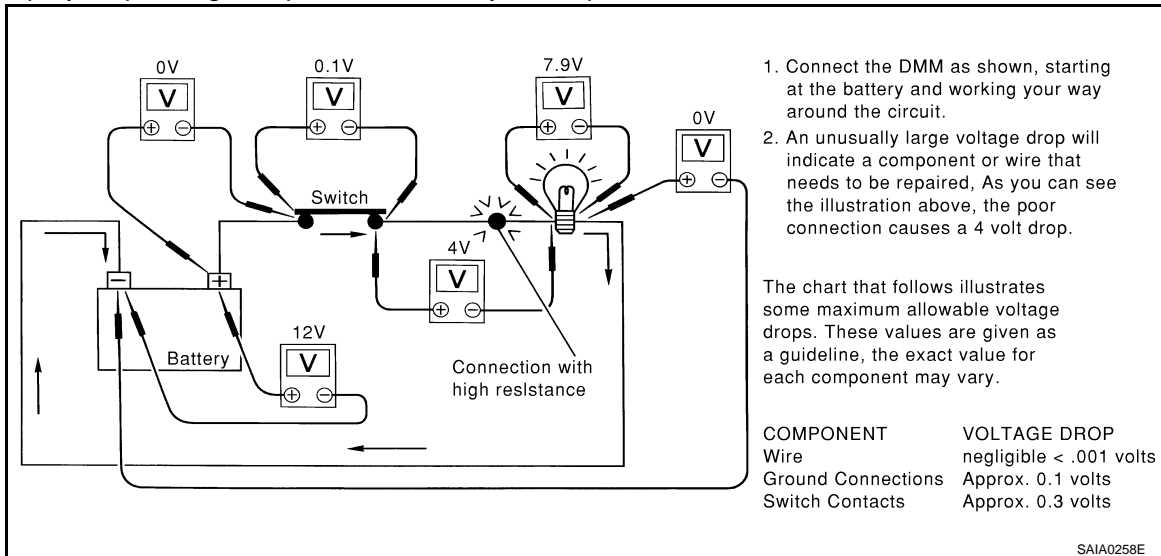 0V
0.1V
7.9V
0V
V
V
V
V
Switch
4V
V
12V
V
Battery
Connection with
high reslstance
1. Connect the DMM as shown, starting
at the battery and working your way
around the circuit.
2. An unusually large voltage drop will
indicate a component or wire that
needs to be repaired, As you can see
the illustration above, the poor
connection causes a 4 volt drop.
The chart that follows illustrates
some maximum allowable voltage
drops. These values are given as
a guideline, the exact value for
each component may vary.
COMPONENT VOLTAGE DROP
Wire negligible < .001 volts
Ground Connections Approx. 0.1 volts
Switch Contacts Approx. 0.3 volts
SAIA0258E